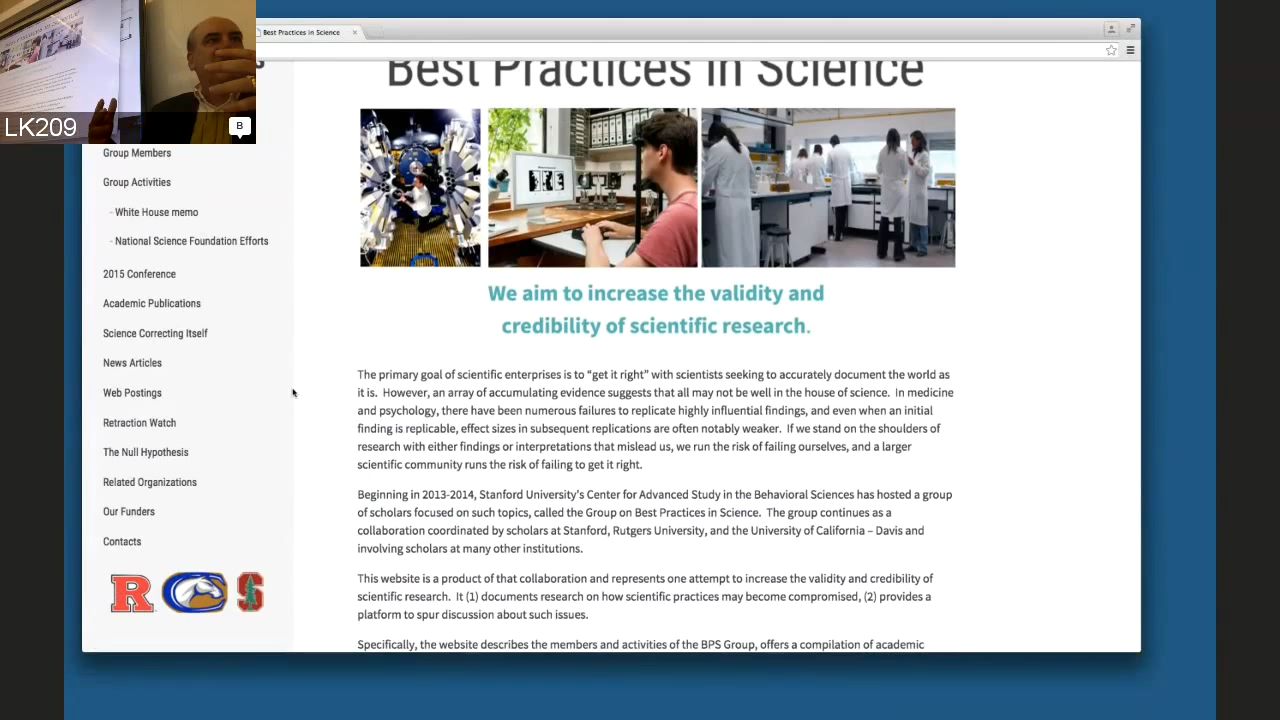 Best Practices in Science
Best Practices in Science
LK209
B
Group Members
Group Activities
- White House memo
- National Science Foundation Efforts
2015 Conference
Academic Publications
Science Correcting Itself
News Articles
Web Postings
Retraction Watch
The Null Hypothesis
Related Organizations
Our Funders
Contacts
R
S
We aim to increase the validity and
credibility of scientific research.
The primary goal of scientific enterprises is to “get it right” with scientists seeking to accurately document the world as
it is. However, an array of accumulating evidence suggests that all may not be well in the house of science. In medicine
and psychology, there have been numerous failures to replicate highly influential findings, and even when an initial
finding is replicable, effect sizes in subsequent replications are often notably weaker. If we stand on the shoulders of
research with either findings or interpretations that mislead us, we run the risk of failing ourselves, and a larger
scientific community runs the risk of failing to get it right.
Beginning in 2013-2014, Stanford University’s Center for Advanced Study in the Behavioral Sciences has hosted a group
of scholars focused on such topics, called the Group on Best Practices in Science. The group continues as a
collaboration coordinated by scholars at Stanford, Rutgers University, and the University of California – Davis and
involving scholars at many other institutions.
This website is a product of that collaboration and represents one attempt to increase the validity and credibility of
scientific research. It (1) documents research on how scientific practices may become compromised, (2) provides a
platform to spur discussion about such issues.
Specifically, the website describes the members and activities of the BPS Group, offers a compilation of academic